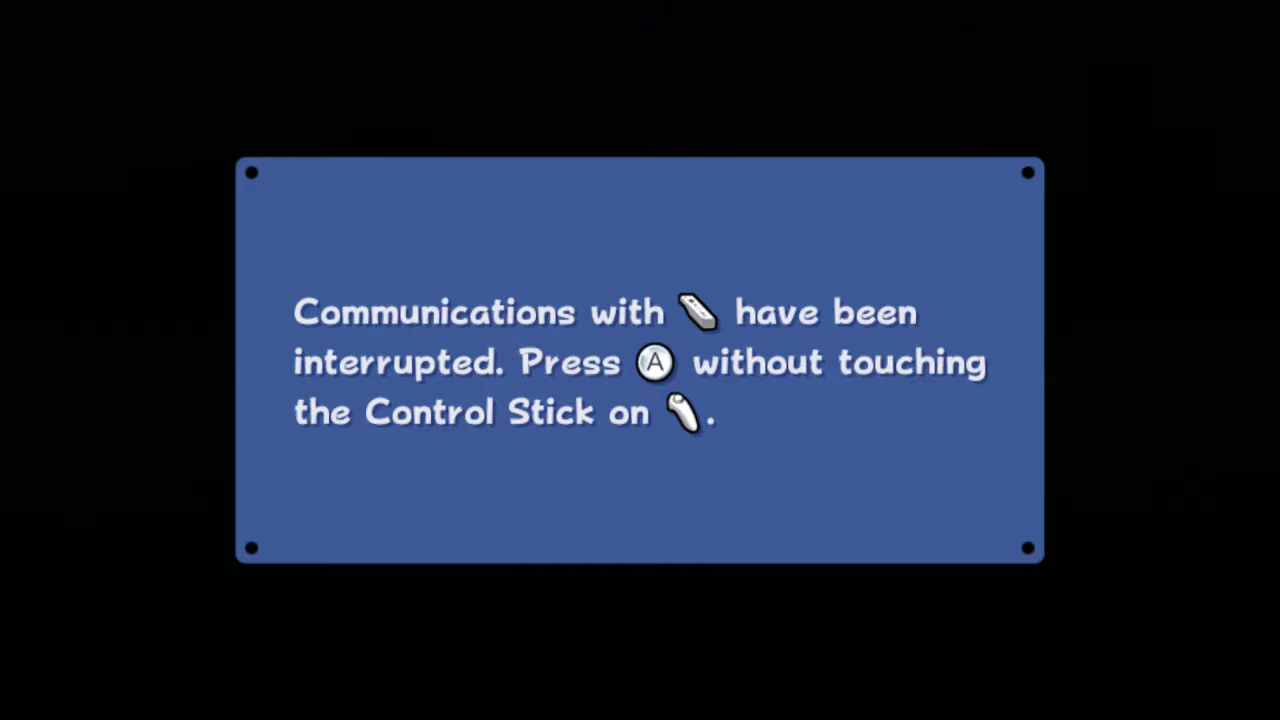 Communications with have been
interrupted. Press A without touching
the Control Stick on .